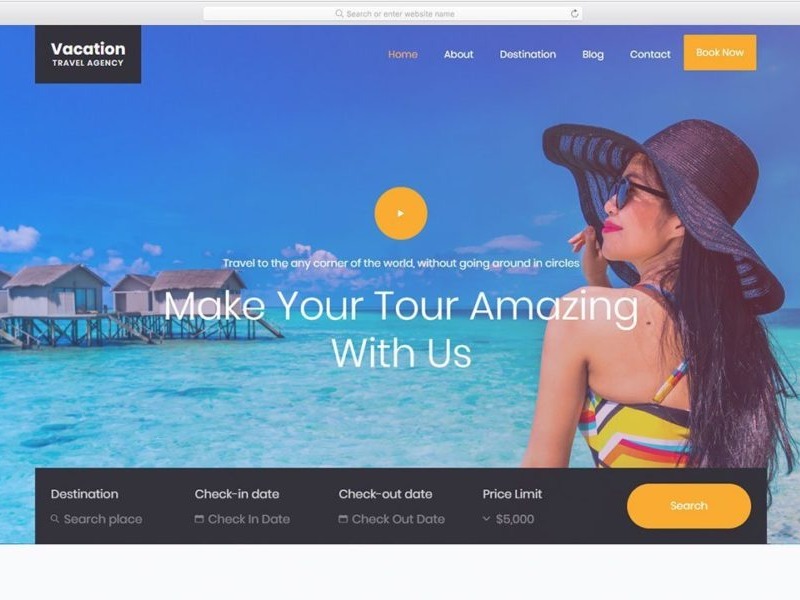 Search or enter website name
Vacation
TRAVEL AGENCY
Home About Destination Blog Contact Book Now
Travel to the any corner of the world, without going around in circles
Make Your Tour Amazing
With Us
Destination Check-in date Check-out date Price Limit
Search place Check In Date Check Out Date $5,000
Search